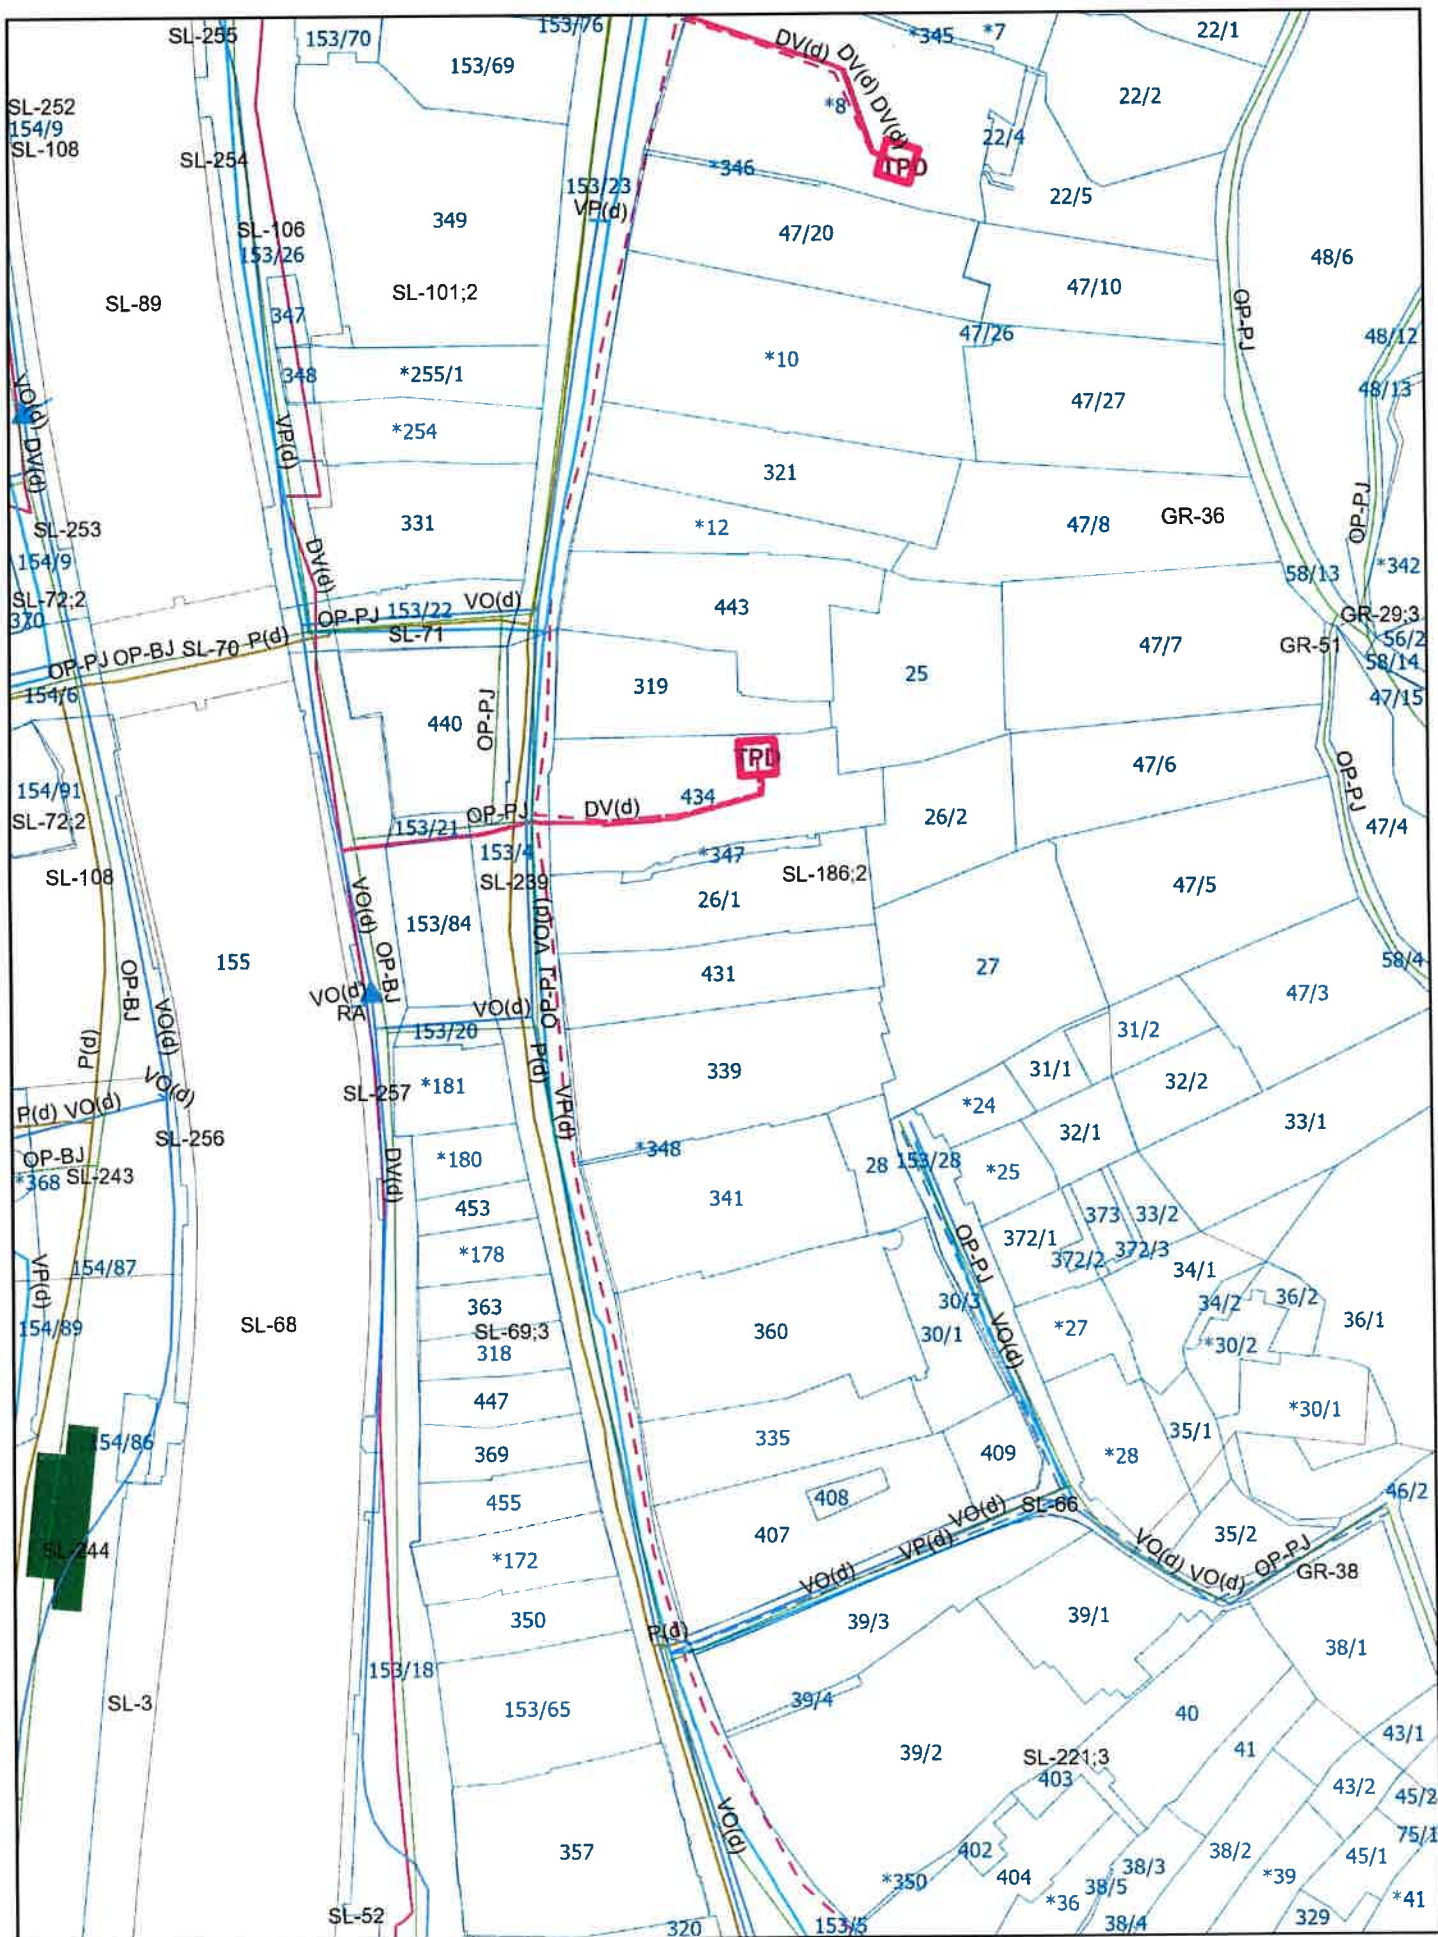 SL-255
153/70
153/76
153/69
DV(d)
DV(d)
DV(d)
*345
*7
22/1
22/2
SL-252
154/9
SL-108
*8
22/4
SL-254
*346
TPD
153/23
VP(d)
22/5
349
47/20
SL-106
153/26
48/6
SL-89
SL-101;2
47/10
OP-PJ
347
47/26
48/12
*10
348
*255/1
48/13
47/27
VO(d)
DV(d)
*254
VP(d)
321
331
*12
47/8
GR-36
OP-PJ
SL-253
154/9
DV(d)
58/13
*342
SL-72;2
370
OP-PJ
153/22
VO(d)
443
GR-29;3
SL-71
56/2
OP-PJ
OP-BJ
SL-70
P(d)
47/7
GR-51
58/14
154/6
319
25
47/15
440
OP-PJ
TPD
47/6
OP-PJ
154/91
SL-72;2
434
153/21
OP-PJ
DV(d)
26/2
47/4
153/4
*347
SL-108
SL-239
SL-186;2
47/5
26/1
VO(d)
153/84
VO(d)
155
OP-BJ
431
27
58/4
OP-BJ
VO(d)
VO(d)
RA
VO(d)
OP-PJ
47/3
153/20
31/2
P(d)
P(d)
339
31/1
32/2
VO(d)
*181
VP(d)
*24
SL-257
P(d)
VO(d)
32/1
33/1
SL-256
*180
*348
28
153/28
*25
OP-BJ
*368
SL-243
DV(d)
453
341
373
33/2
372/1
372/2
372/3
*178
OP-PJ
VP(d)
154/87
34/1
363
30/3
34/2
36/2
154/89
SL-68
SL-69;3
360
30/1
VO(d)
*27
*30/2
36/1
318
447
*30/1
154/86
369
335
409
*28
35/1
455
408
VO(d)
SL-66
46/2
407
35/2
SL-244
*172
VP(d)
VO(d)
VO(d)
VO(d)
OP-PJ
GR-38
350
P(d)
39/3
39/1
38/1
153/18
SL-3
153/65
39/4
40
39/2
SL-221;3
41
43/1
403
43/2
45/2
VO(d)
75/1
357
402
38/2
45/1
*350
404
38/3
*39
38/5
*36
*41
SL-52
320
153/5
38/4
329